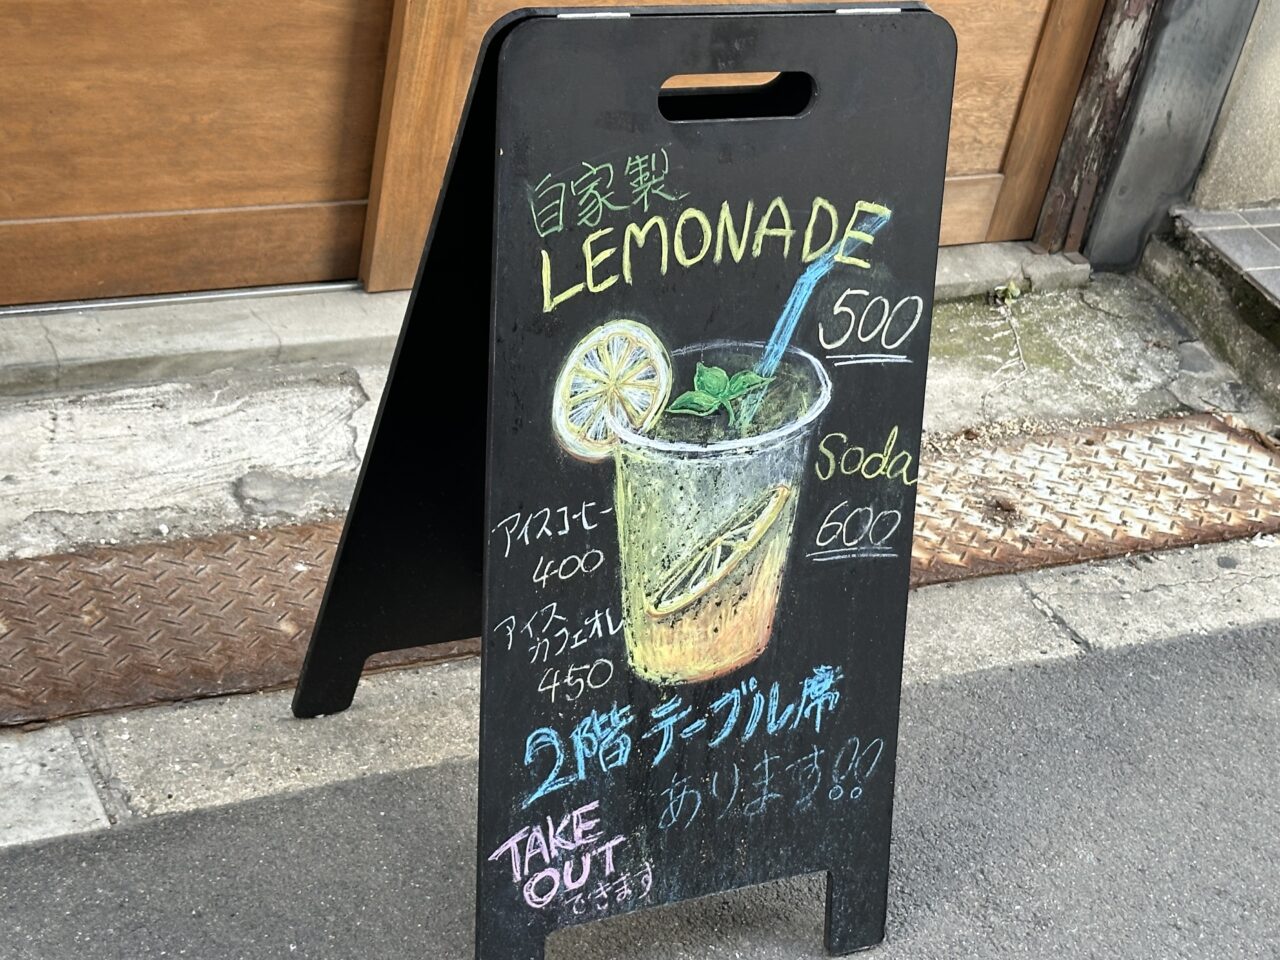 自家製
LEMONADE
500
Soda
600
アイスコーヒー
400
アイス
カフェオレ
450
2階テーブル席
あります!!
TAKE
OUT
できます